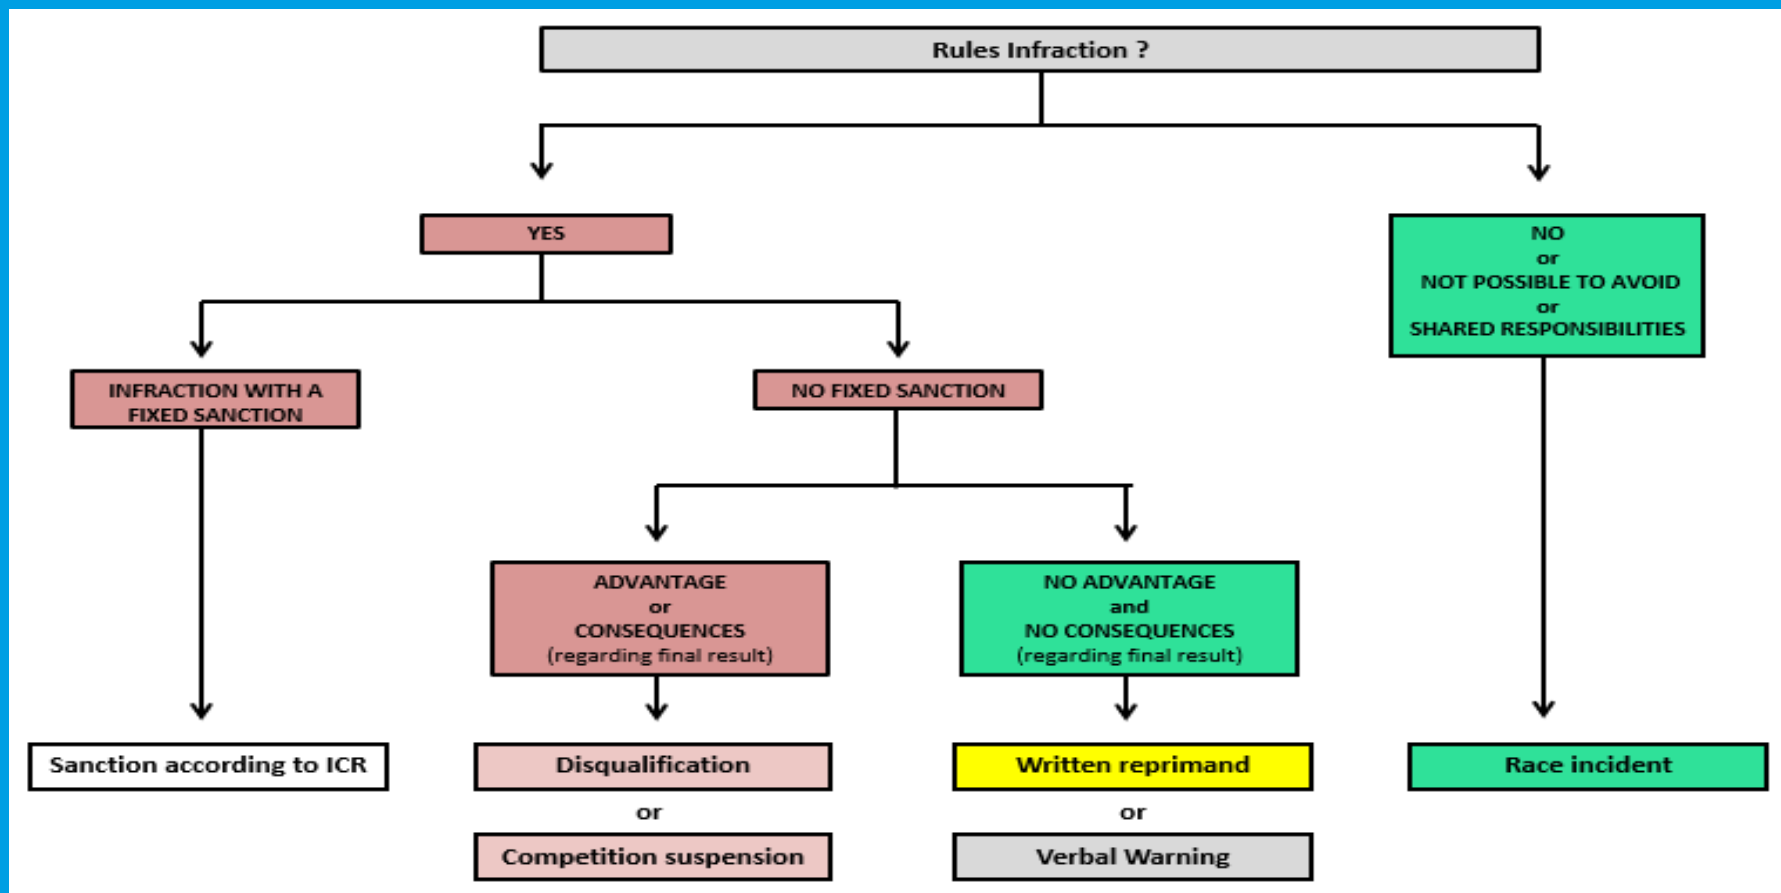 Rules Infraction ?
YES
NO
or
NOT POSSIBLE TO AVOID
or
SHARED RESPONSIBILITIES
INFRACTION WITH A
FIXED SANCTION
NO FIXED SANCTION
ADVANTAGE
or
CONSEQUENCES
(regarding final result)
NO ADVANTAGE
and
NO CONSEQUENCES
(regarding final result)
Sanction according to ICR
Disqualification
or
Competition suspension
Written reprimand
or
Verbal Warning
Race incident